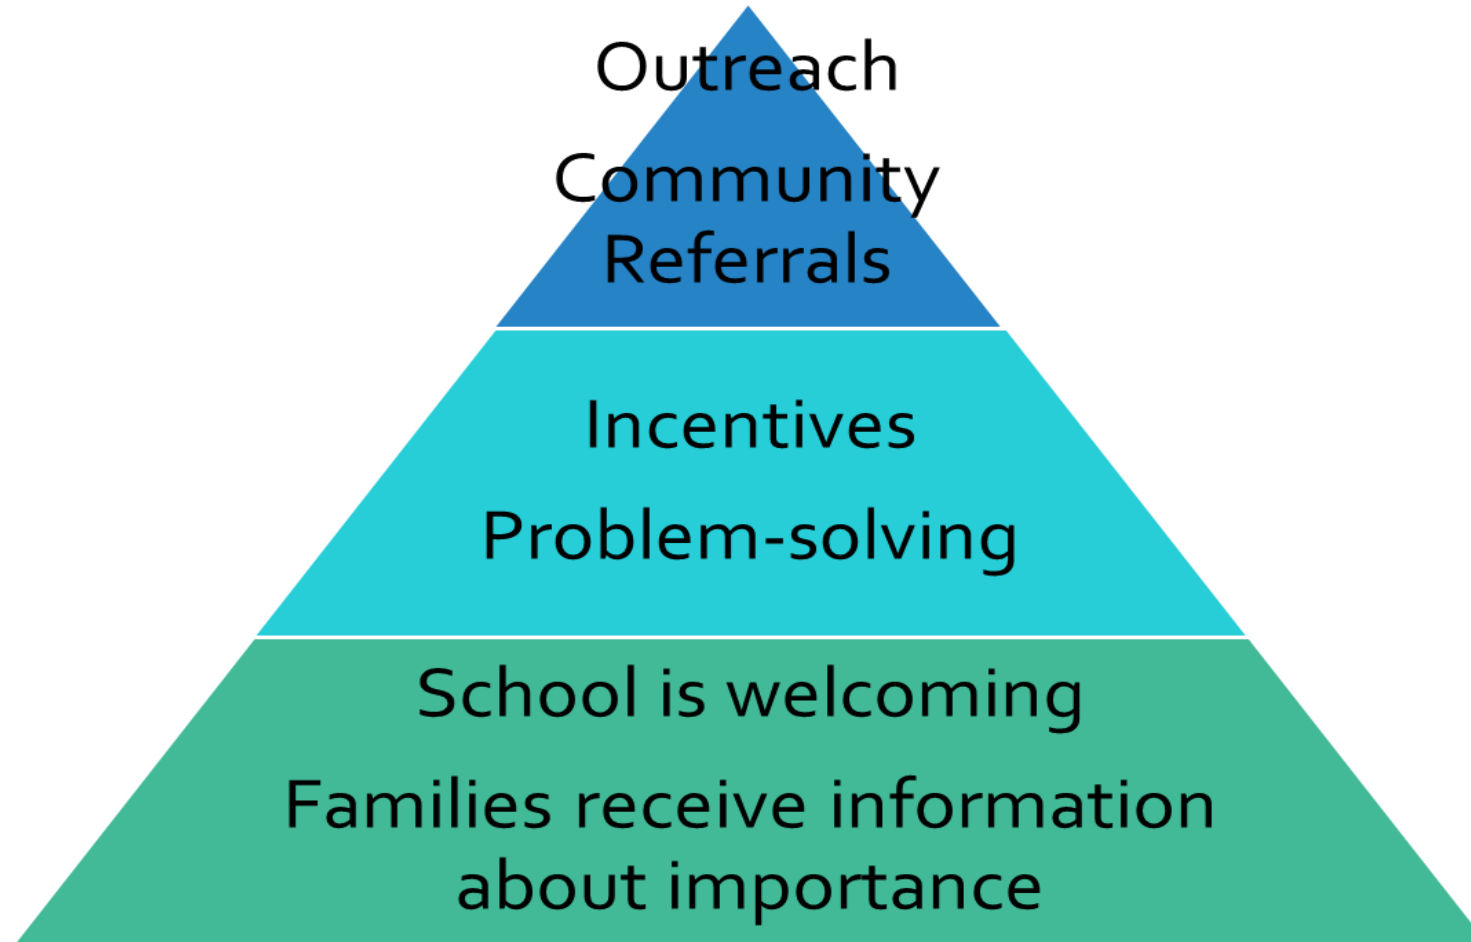 Outreach
Community
Referrals
Incentives
Problem-solving
School is welcoming
Families receive information
about importance